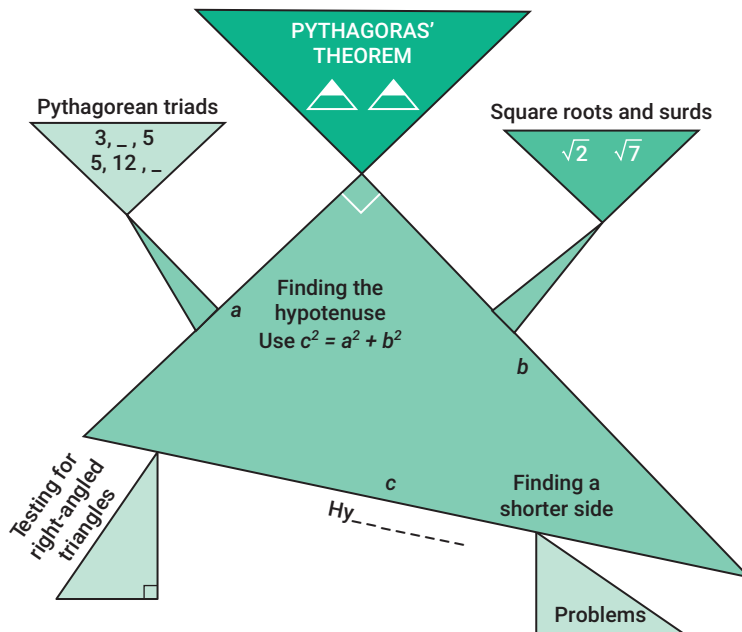 PYTHAGORAS’
THEOREM
Pythagorean triads
3, _ , 5
5, 12 , _
Square roots and surds
√2 √7
Finding the
hypotenuse
Use c² = a² + b²
a
b
c
Hy_ _ _ _ _ _ _ _
Finding a
shorter side
Testing for
right-angled
triangles
Problems